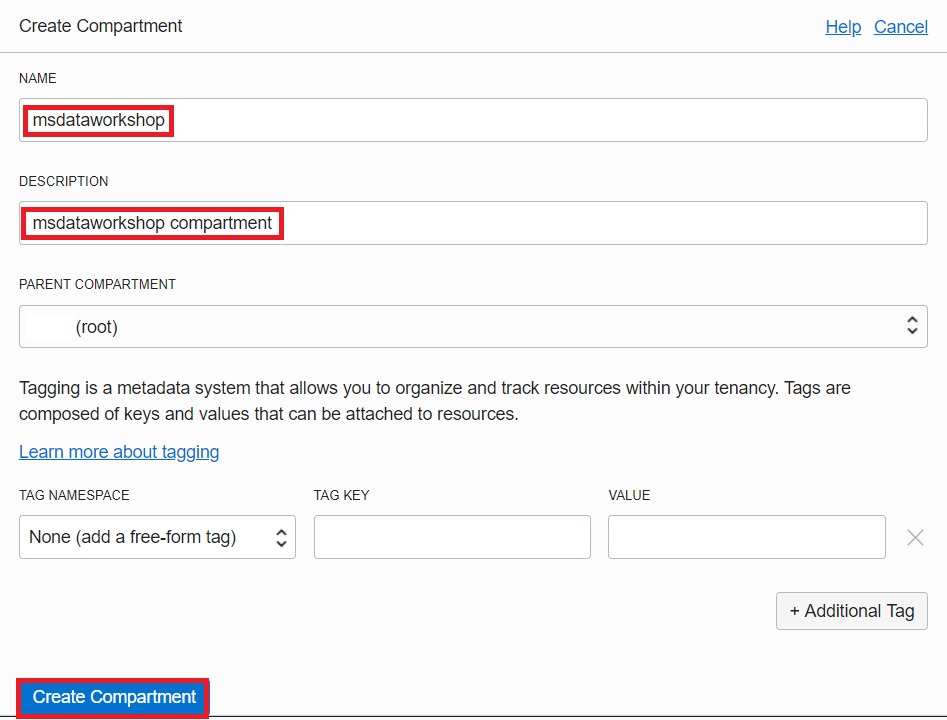 Create Compartment
Help Cancel
NAME
msdataworkshop
DESCRIPTION
msdataworkshop compartment
PARENT COMPARTMENT
(root)
Tagging is a metadata system that allows you to organize and track resources within your tenancy. Tags are
composed of keys and values that can be attached to resources.
Learn more about tagging
TAG NAMESPACE TAG KEY VALUE
None (add a free-form tag)
+ Additional Tag
Create Compartment